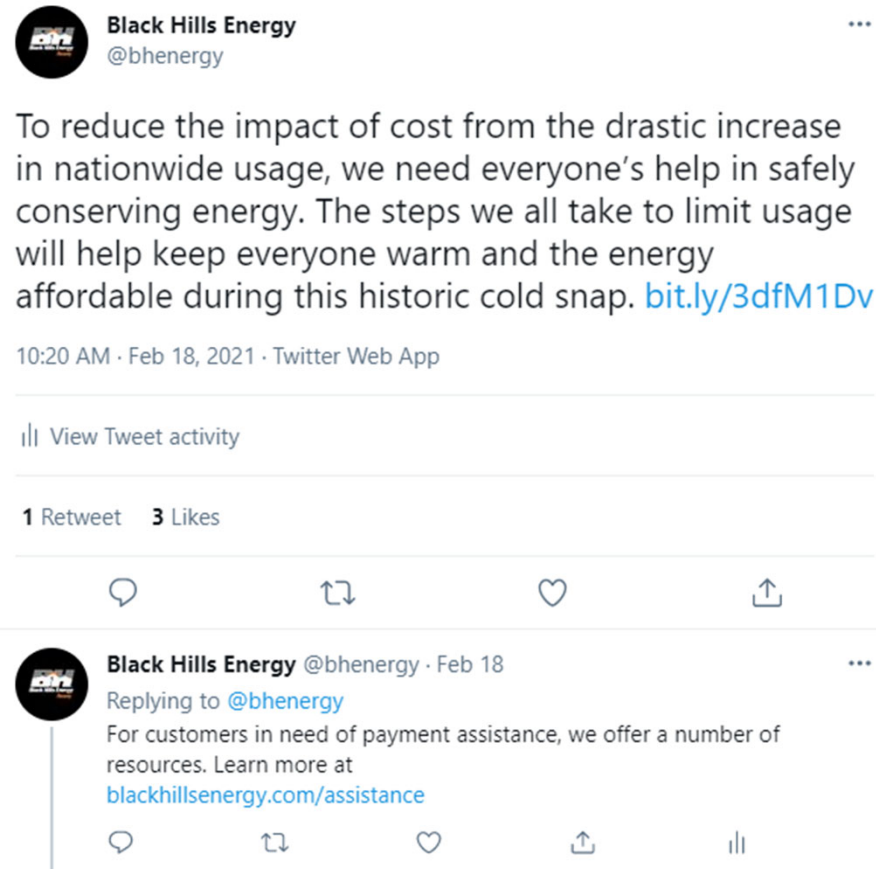 Black Hills Energy
@bhenergy
To reduce the impact of cost from the drastic increase
in nationwide usage, we need everyone's help in safely
conserving energy. The steps we all take to limit usage
will help keep everyone warm and the energy
affordable during this historic cold snap. bit.ly/3dfM1Dv
10:20 AM · Feb 18, 2021 · Twitter Web App
View Tweet activity
1 Retweet 3 Likes
Black Hills Energy @bhenergy · Feb 18
Replying to @bhenergy
For customers in need of payment assistance, we offer a number of
resources. Learn more at
blackhillsenergy.com/assistance